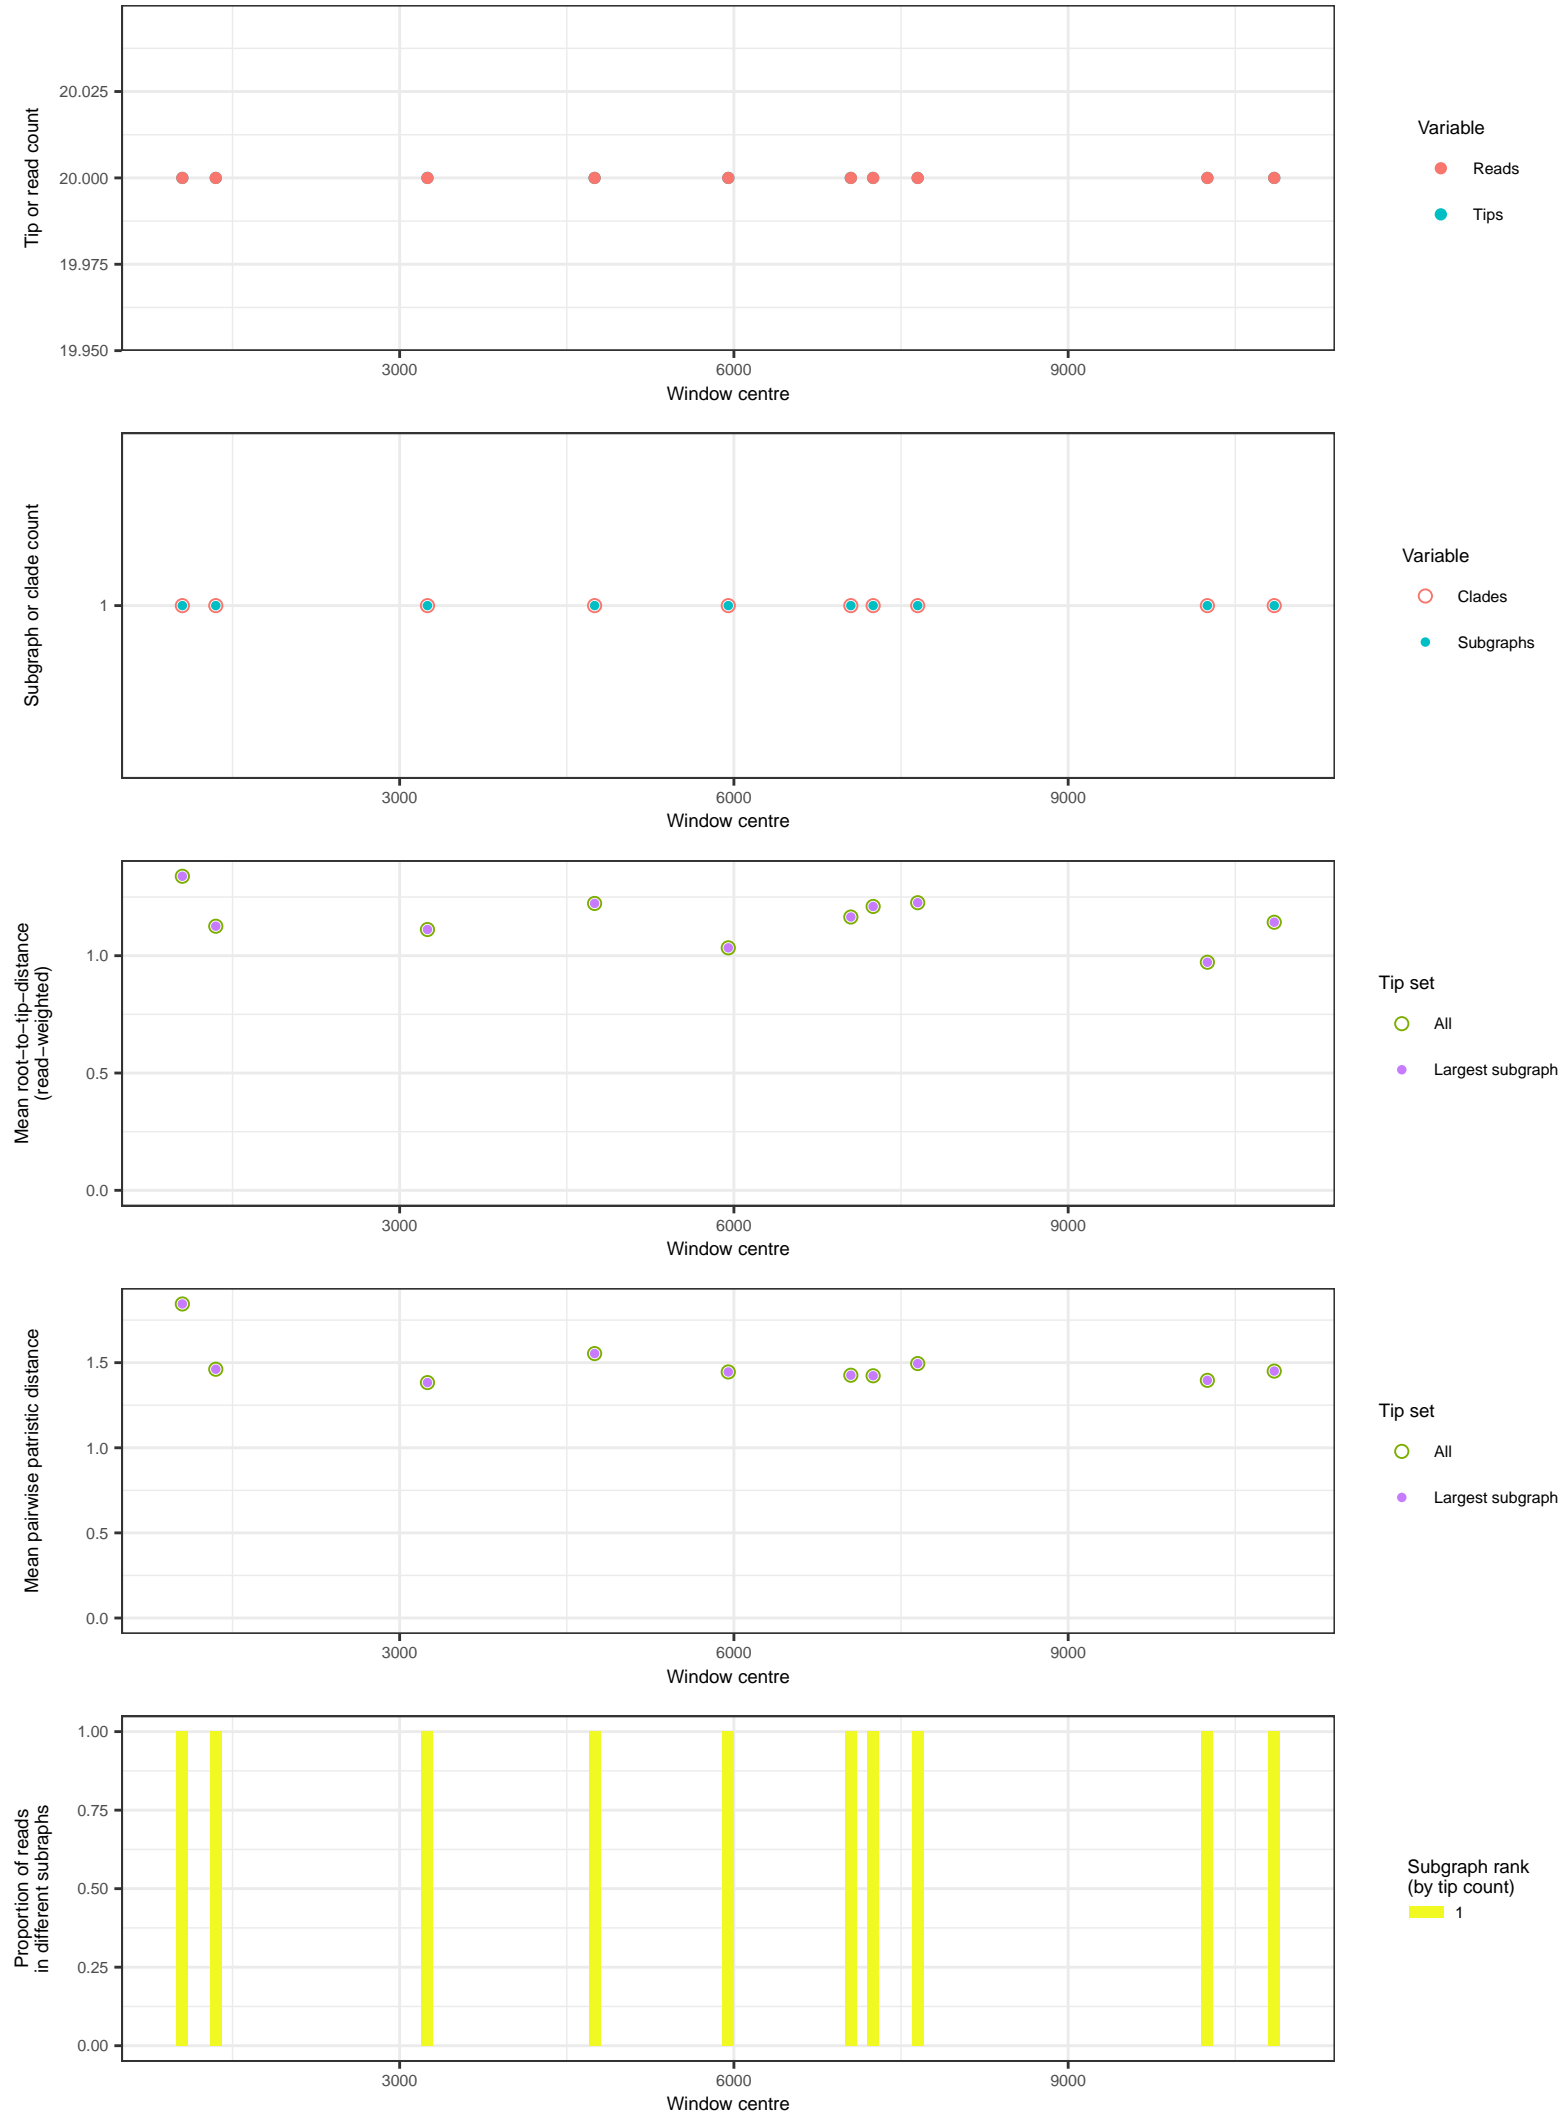 Tip or read count
20.025
20.000
19.975
19.950
3000
6000
9000
Window centre
Variable
Reads
Tips
Subgraph or clade count
1
3000
6000
9000
Window centre
Variable
Clades
Subgraphs
Mean root−to−tip−distance
(read−weighted)
1.0
0.5
0.0
3000
6000
9000
Window centre
Tip set
All
Largest subgraph
Mean pairwise patristic distance
1.5
1.0
0.5
0.0
3000
6000
9000
Window centre
Tip set
All
Largest subgraph
Proportion of reads
in different subraphs
1.00
0.75
0.50
0.25
0.00
3000
6000
9000
Window centre
Subgraph rank
(by tip count)
1